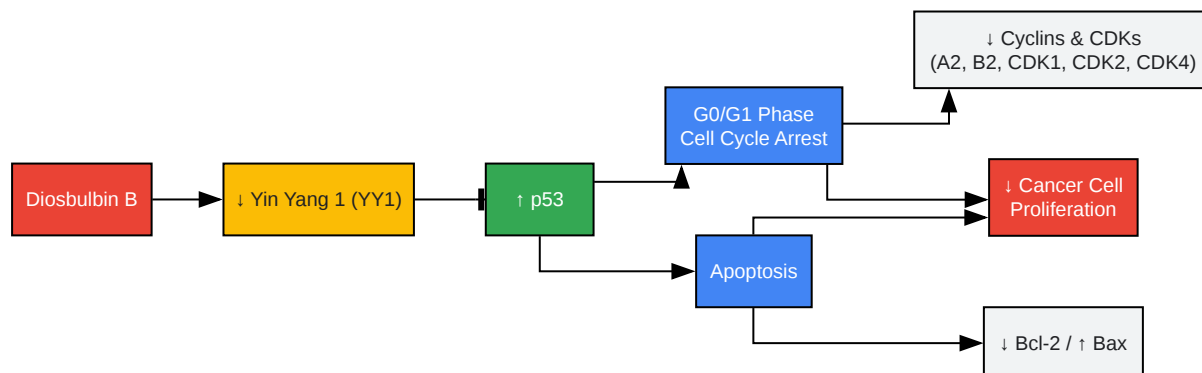 Diosbulbin B
↓ Yin Yang 1 (YY1)
↑ p53
G0/G1 Phase
Cell Cycle Arrest
Apoptosis
↓ Cyclins & CDKs
(A2, B2, CDK1, CDK2, CDK4)
↓ Cancer Cell
Proliferation
↓ Bcl-2 / ↑ Bax